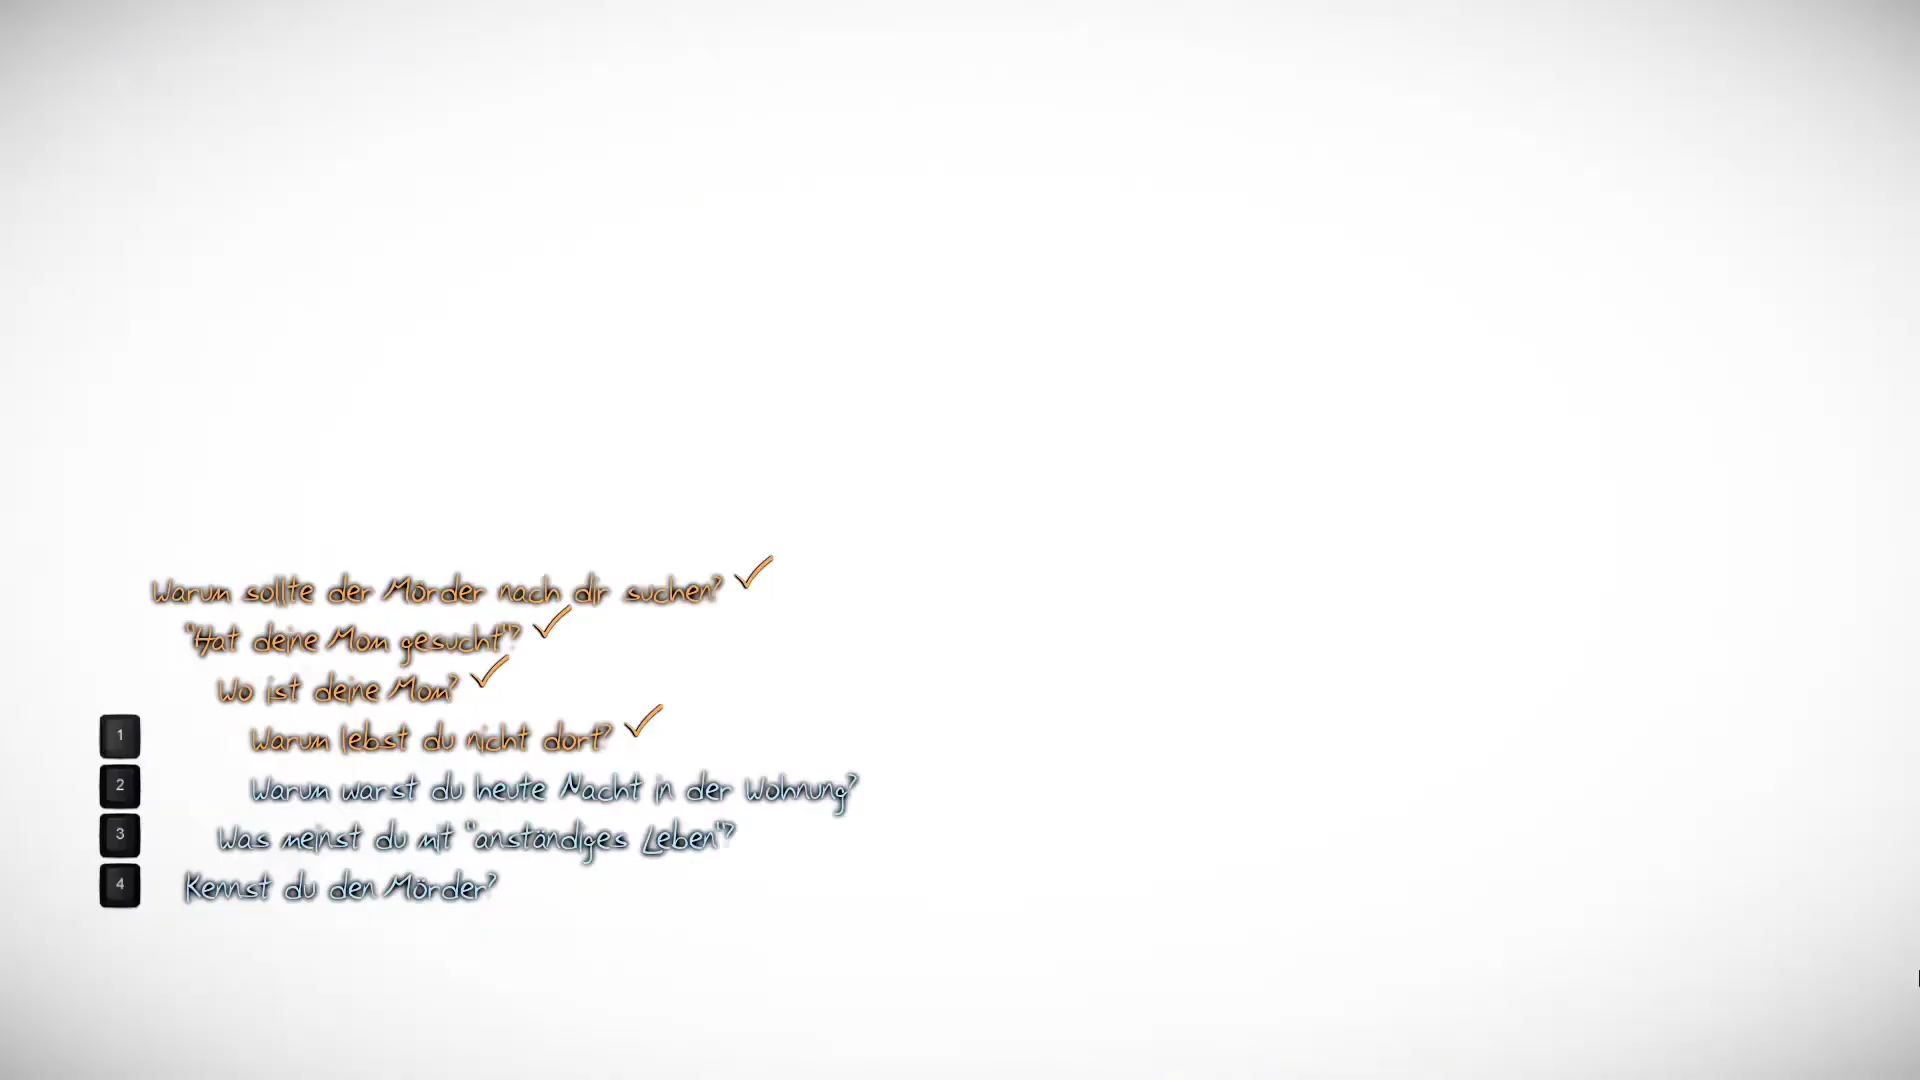 Warum sollte der Mörder nach dir suchen?
"Hat deine Mom gesucht"?
Wo ist deine Mom?
1 Warum lebst du nicht dort?
2 Warum warst du heute Nacht in der Wohnung?
3 Was meinst du mit "anständiges Leben"?
4 Kennst du den Mörder?